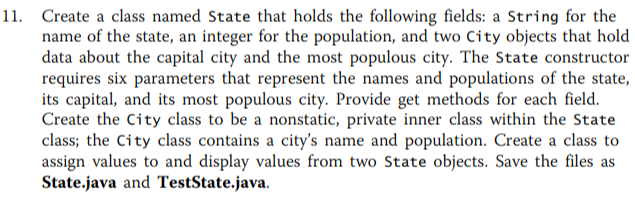 11. Create a class named State that holds the following fields: a String for the
name of the state, an integer for the population, and two City objects that hold
data about the capital city and the most populous city. The State constructor
requires six parameters that represent the names and populations of the state,
its capital, and its most populous city. Provide get methods for each field.
Create the City class to be a nonstatic, private inner class within the State
class; the City class contains a city's name and population. Create a class to
assign values to and display values from two State objects. Save the files as
State.java and TestState.java.